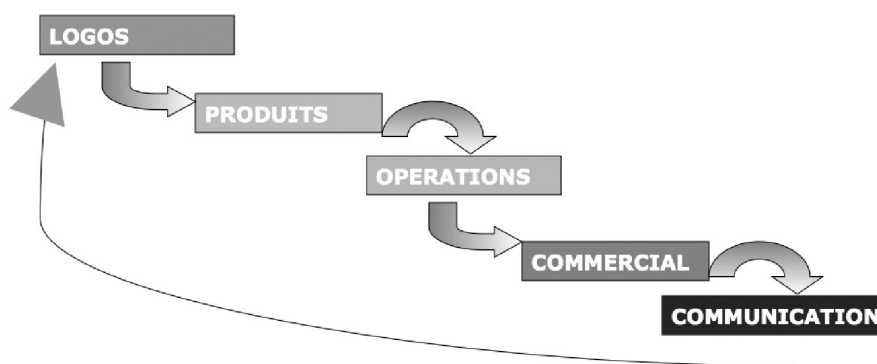 LOGOS
PRODUITS
OPERATIONS
COMMERCIAL
COMMUNICATION